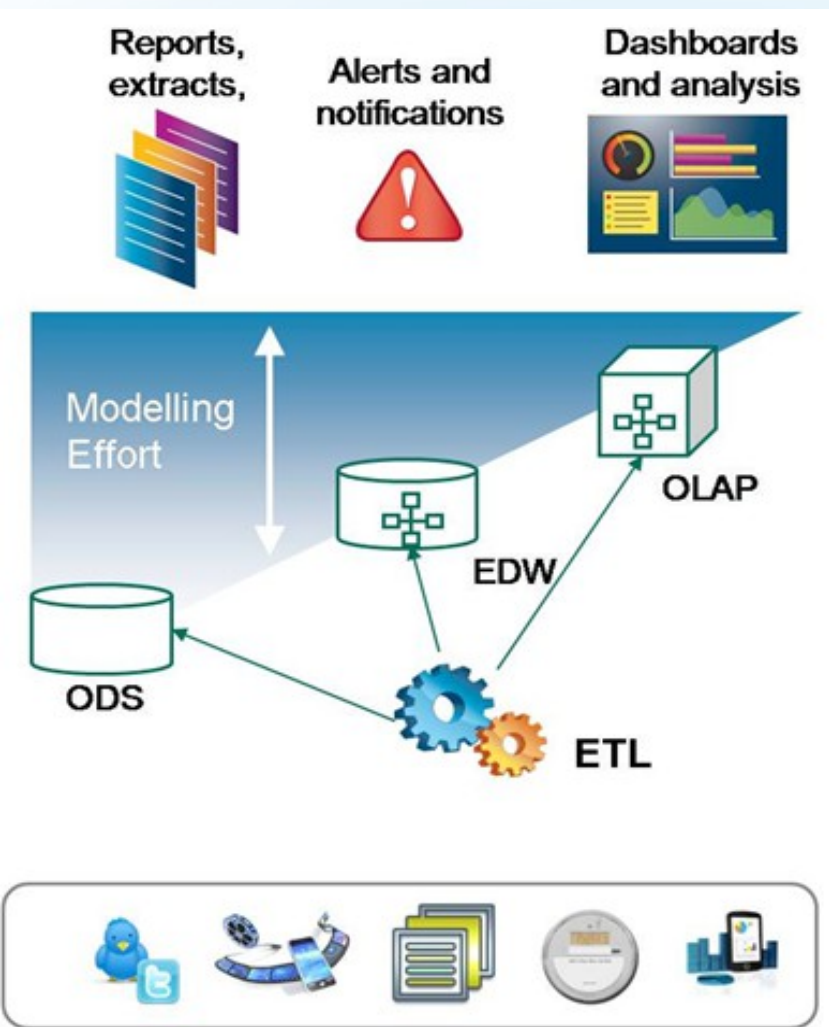 Reports,
extracts,
Alerts and
notifications
Dashboards
and analysis
Modelling
Effort
OLAP
EDW
ODS
ETL